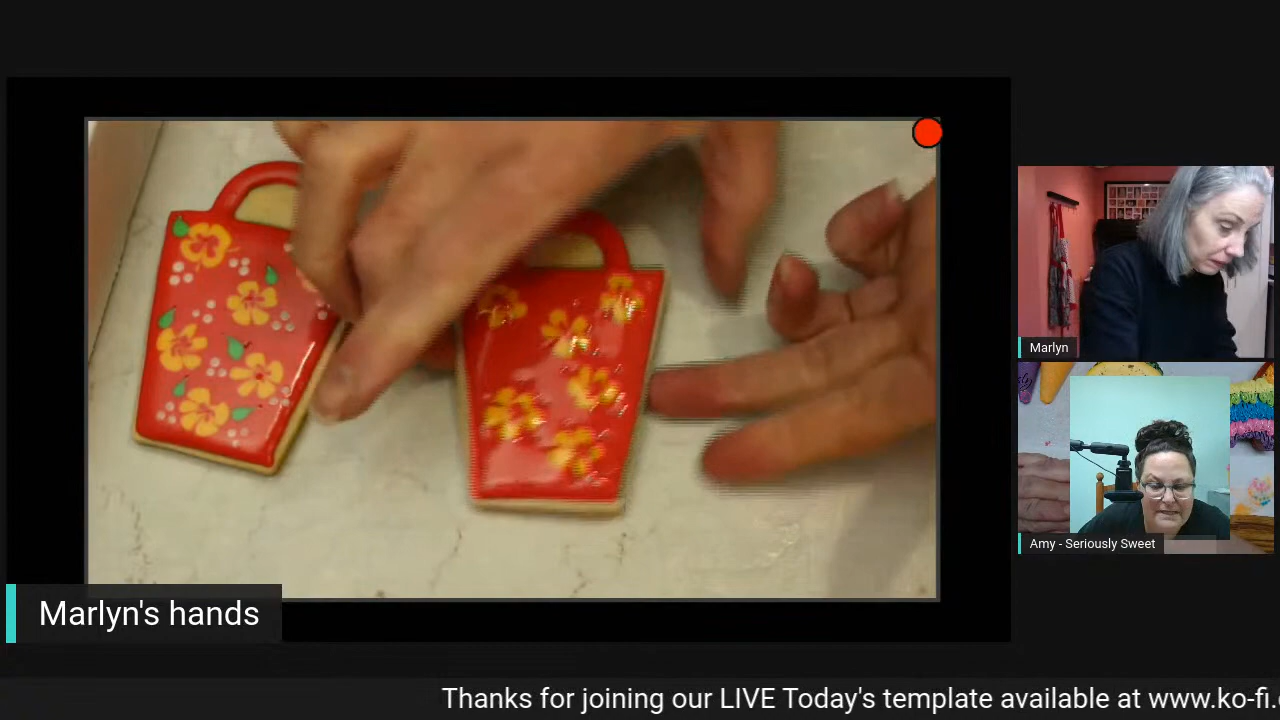 Marlyn
Amy - Seriously Sweet
Marlyn's hands
Thanks for joining our LIVE Today's template available at www.ko-fi.